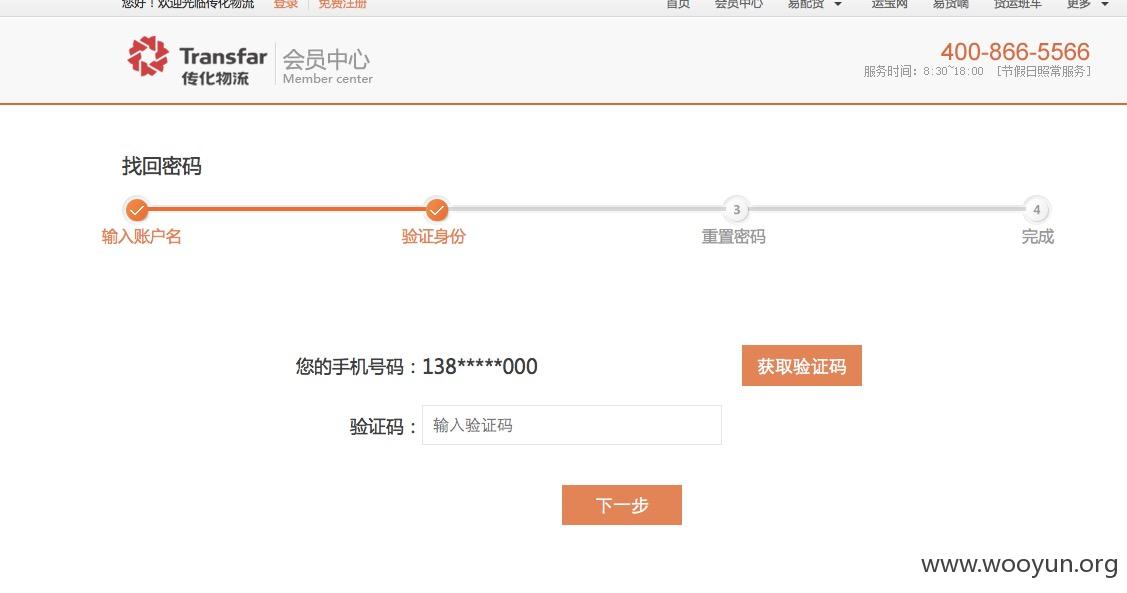 您好！欢迎光临传化物流 登录 免费注册 首页 会员中心 易配货 运宝网 易货嘀 货运班车 更多
Transfar 会员中心 400-866-5566
传化物流 Member center 服务时间：8:30~18:00 [节假日照常服务]
找回密码
3 4
输入账户名 验证身份 重置密码 完成
您的手机号码：138*****000 获取验证码
验证码： 输入验证码
下一步
www.wooyun.org